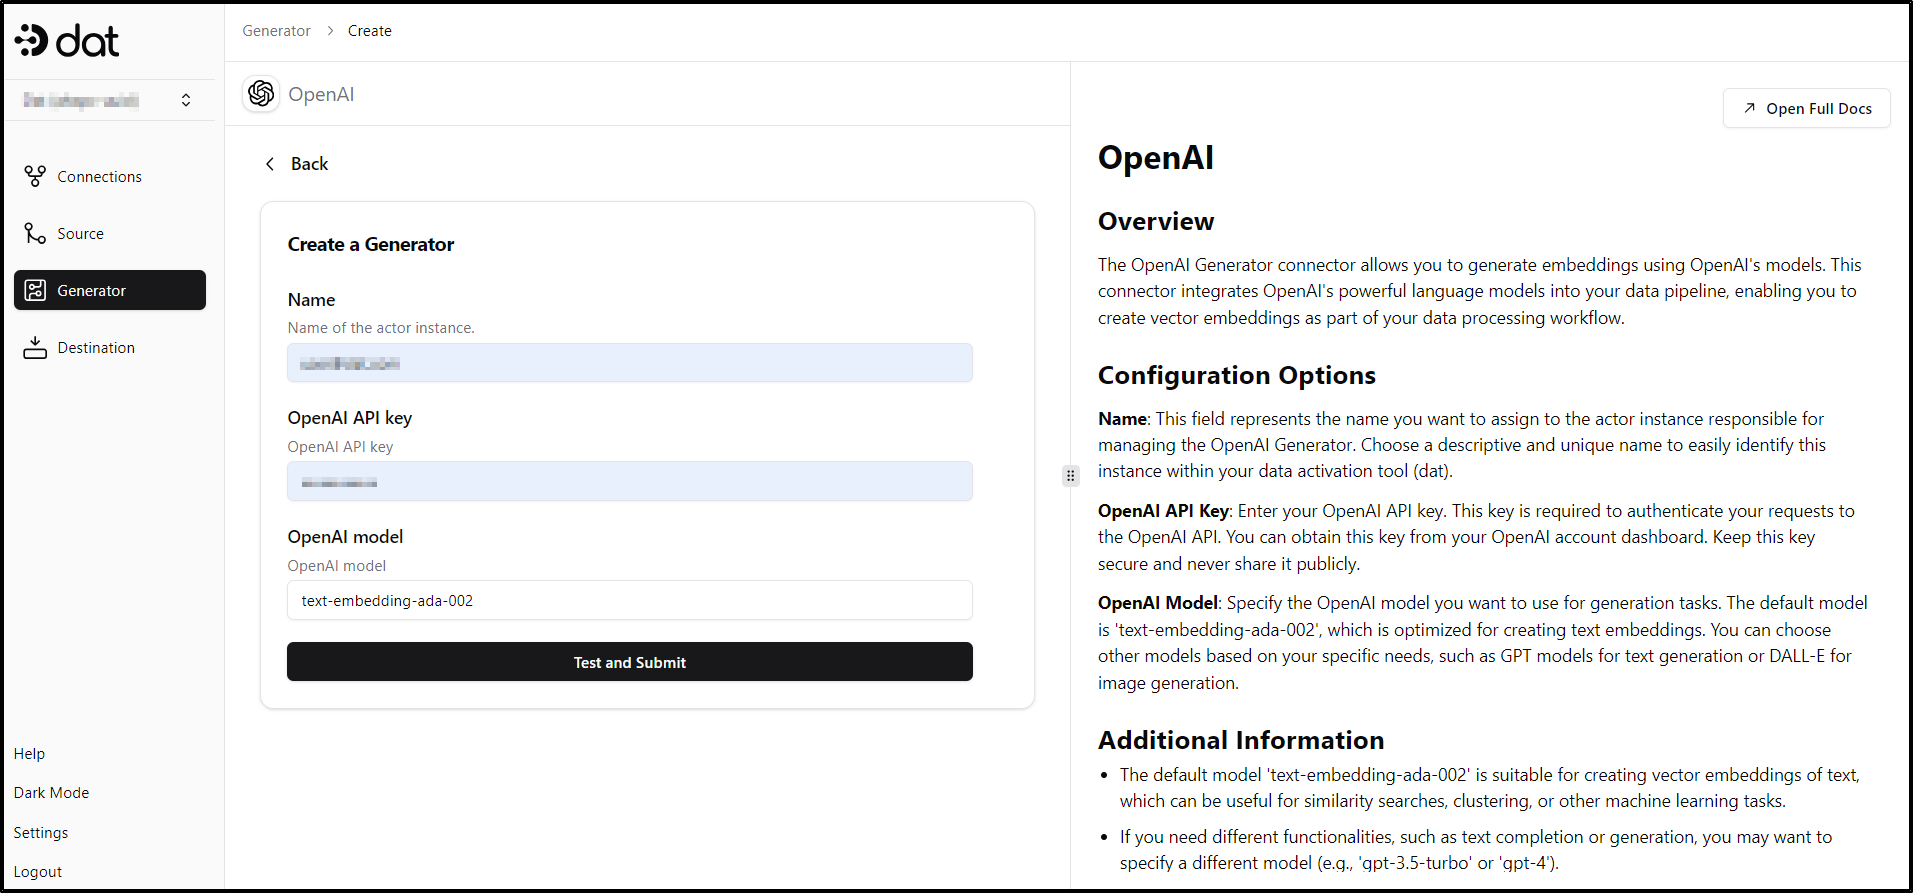 dat
Connections
Source
Generator
Destination
Help
Dark Mode
Settings
Logout
Generator > Create
OpenAI
Back
Create a Generator
Name
Name of the actor instance.
OpenAI API key
OpenAI API key
OpenAI model
OpenAI model
text-embedding-ada-002
Test and Submit
Open Full Docs
OpenAI
Overview
The OpenAI Generator connector allows you to generate embeddings using OpenAI's models. This
connector integrates OpenAI's powerful language models into your data pipeline, enabling you to
create vector embeddings as part of your data processing workflow.
Configuration Options
Name: This field represents the name you want to assign to the actor instance responsible for
managing the OpenAI Generator. Choose a descriptive and unique name to easily identify this
instance within your data activation tool (dat).
OpenAI API Key: Enter your OpenAI API key. This key is required to authenticate your requests to
the OpenAI API. You can obtain this key from your OpenAI account dashboard. Keep this key
secure and never share it publicly.
OpenAI Model: Specify the OpenAI model you want to use for generation tasks. The default model
is 'text-embedding-ada-002', which is optimized for creating text embeddings. You can choose
other models based on your specific needs, such as GPT models for text generation or DALL-E for
image generation.
Additional Information
• The default model 'text-embedding-ada-002' is suitable for creating vector embeddings of text,
which can be useful for similarity searches, clustering, or other machine learning tasks.
• If you need different functionalities, such as text completion or generation, you may want to
specify a different model (e.g., 'gpt-3.5-turbo' or 'gpt-4').